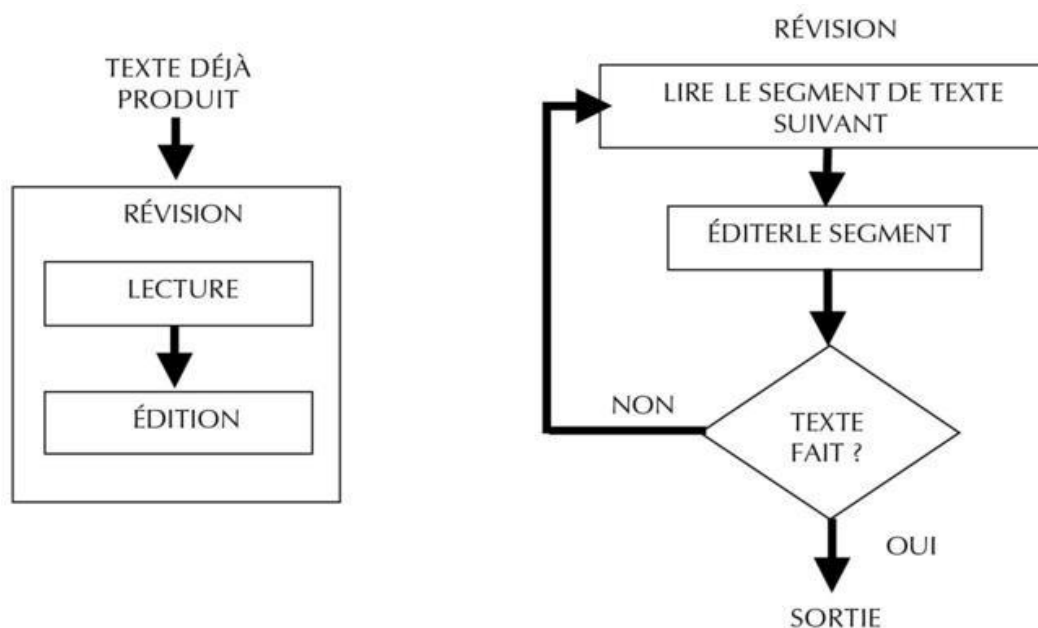 TEXTE DÉJÀ
PRODUIT
RÉVISION
LECTURE
ÉDITION
RÉVISION
LIRE LE SEGMENT DE TEXTE
SUIVANT
ÉDITERLE SEGMENT
NON
TEXTE
FAIT ?
OUI
SORTIE